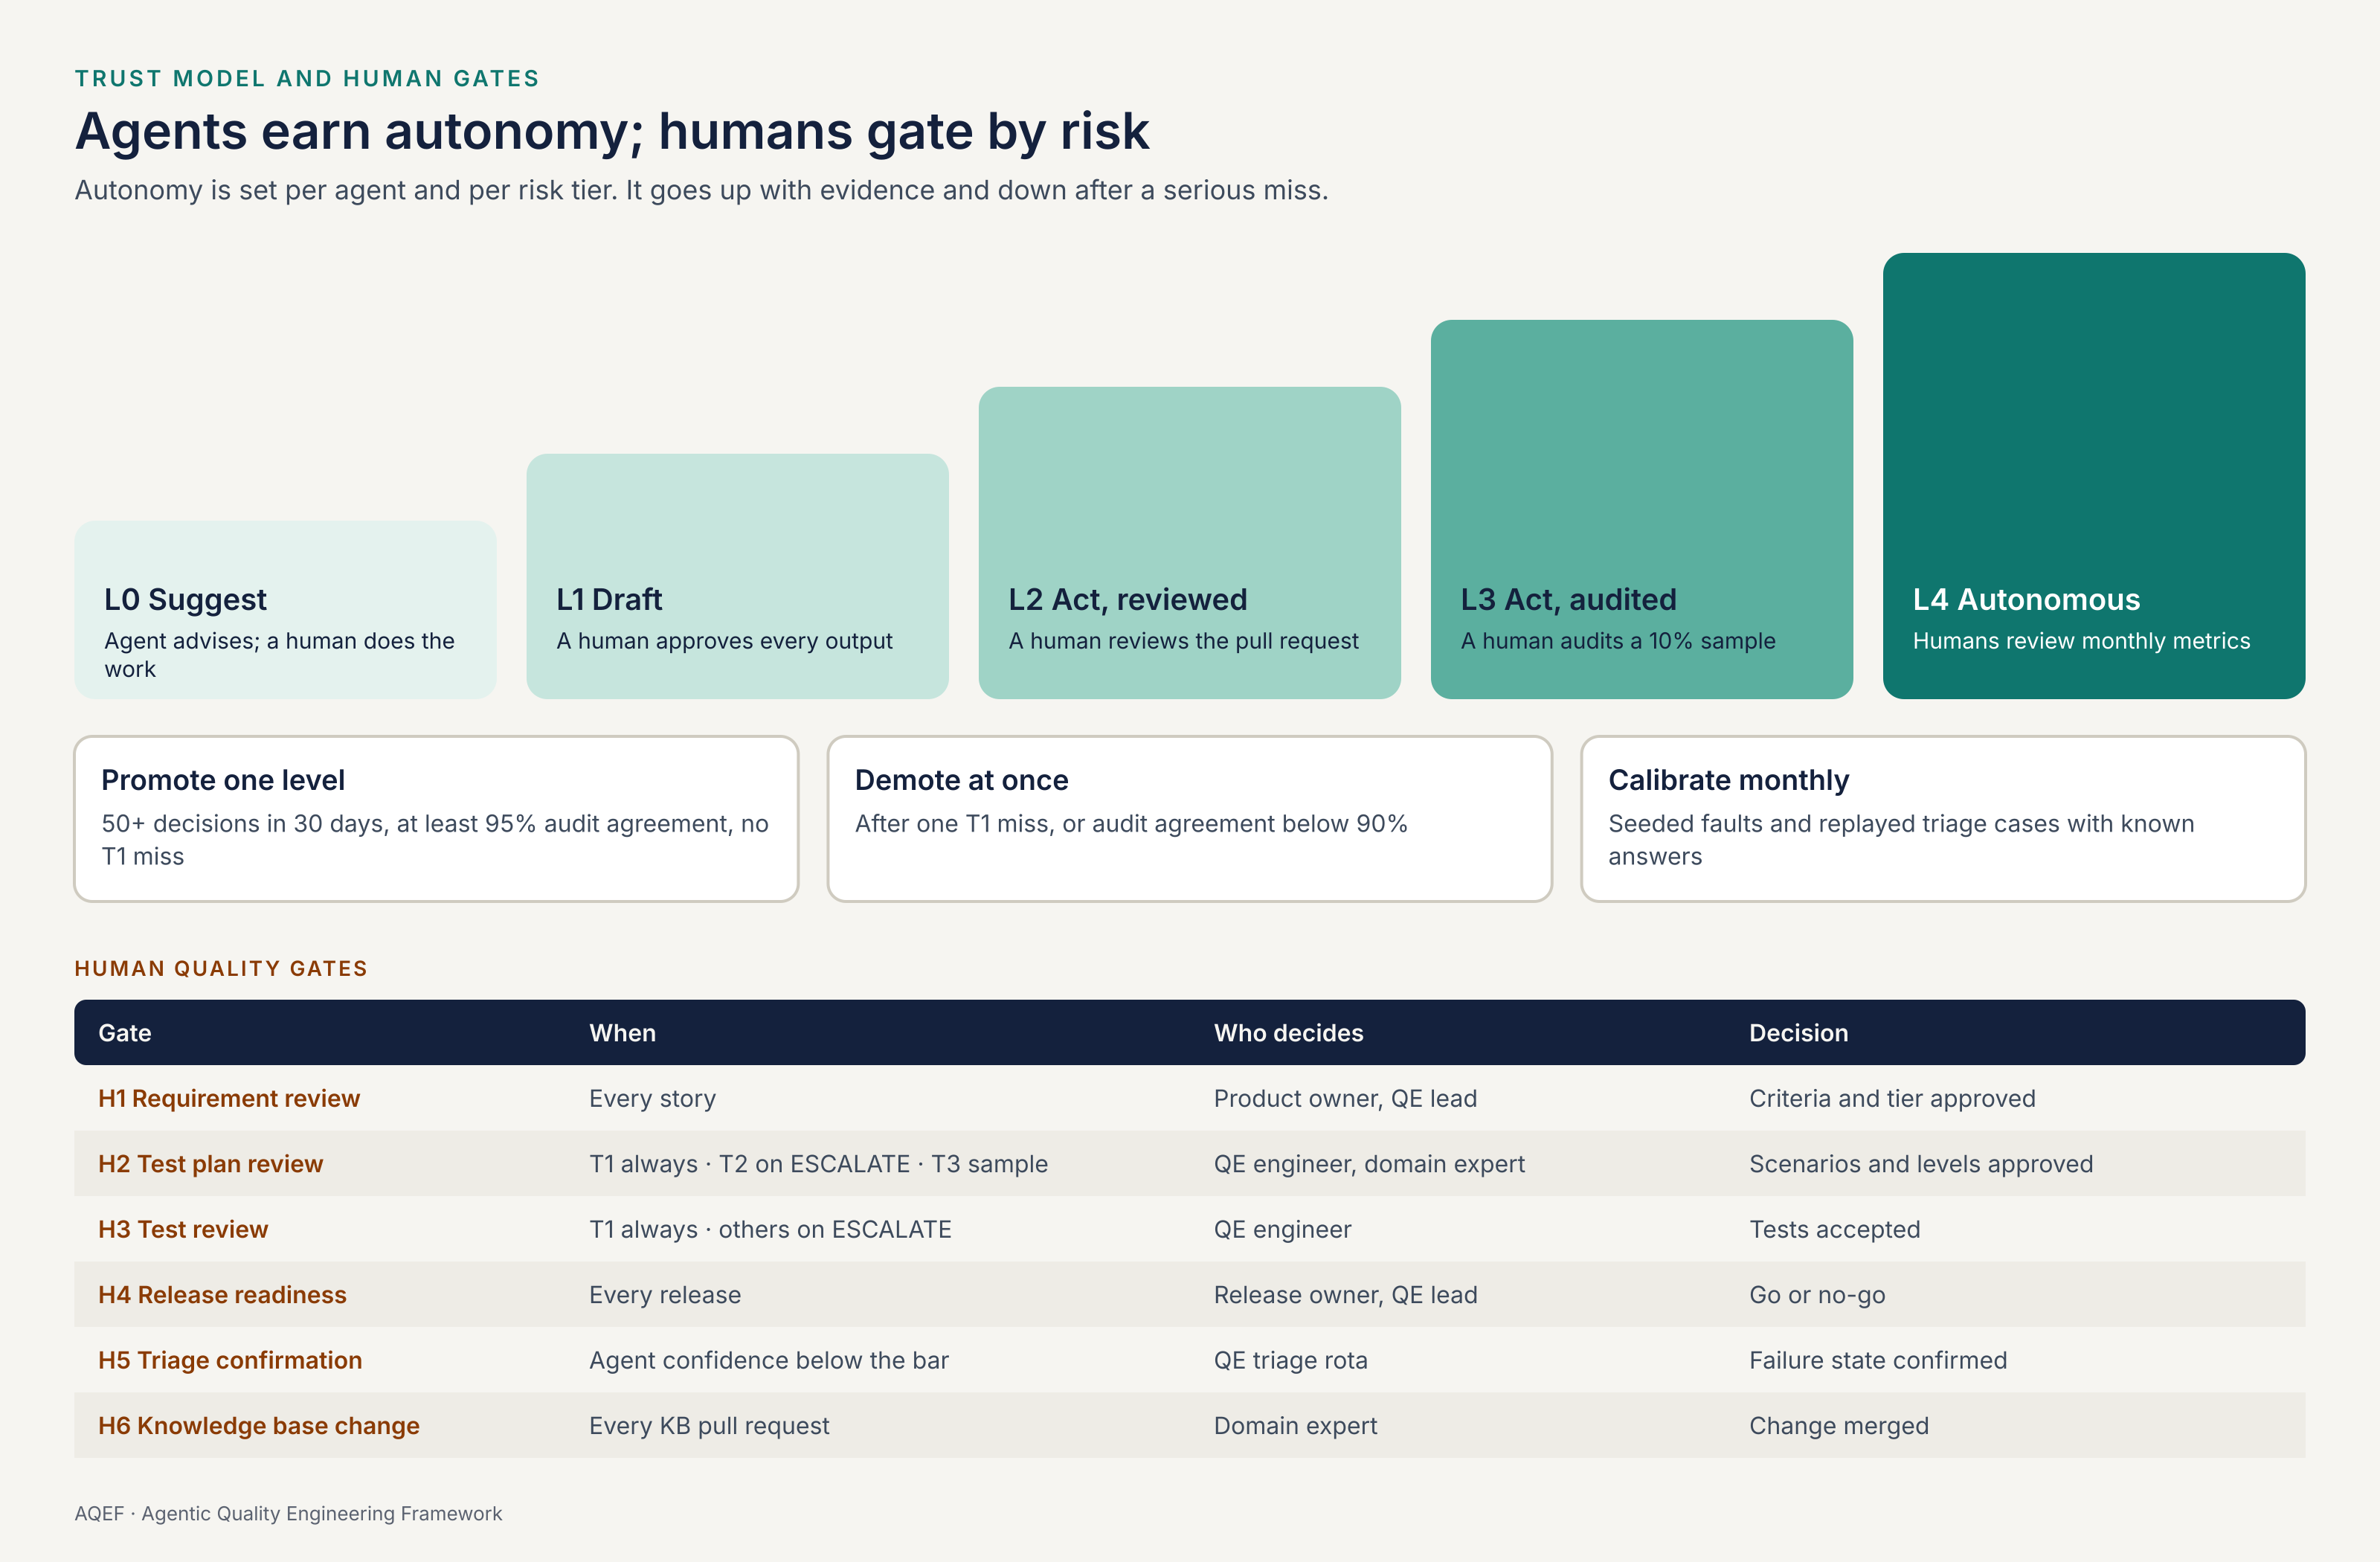 TRUST MODEL AND HUMAN GATES
Agents earn autonomy; humans gate by risk
Autonomy is set per agent and per risk tier. It goes up with evidence and down after a serious miss.
L0 Suggest
Agent advises; a human does the
work
L1 Draft
A human approves every output
L2 Act, reviewed
A human reviews the pull request
L3 Act, audited
A human audits a 10% sample
L4 Autonomous
Humans review monthly metrics
Promote one level
50+ decisions in 30 days, at least 95% audit agreement, no
T1 miss
Demote at once
After one T1 miss, or audit agreement below 90%
Calibrate monthly
Seeded faults and replayed triage cases with known
answers
HUMAN QUALITY GATES
Gate When Who decides Decision
H1 Requirement review Every story Product owner, QE lead Criteria and tier approved
H2 Test plan review T1 always · T2 on ESCALATE · T3 sample QE engineer, domain expert Scenarios and levels approved
H3 Test review T1 always · others on ESCALATE QE engineer Tests accepted
H4 Release readiness Every release Release owner, QE lead Go or no-go
H5 Triage confirmation Agent confidence below the bar QE triage rota Failure state confirmed
H6 Knowledge base change Every KB pull request Domain expert Change merged
AQEF · Agentic Quality Engineering Framework